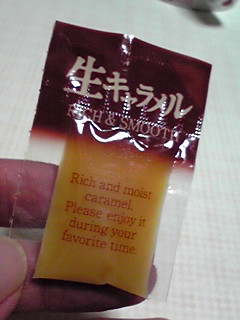 生キャラメル
RICH & SMOOTH
Rich and moist
caramel.
Please enjoy it
during your
favorite time.